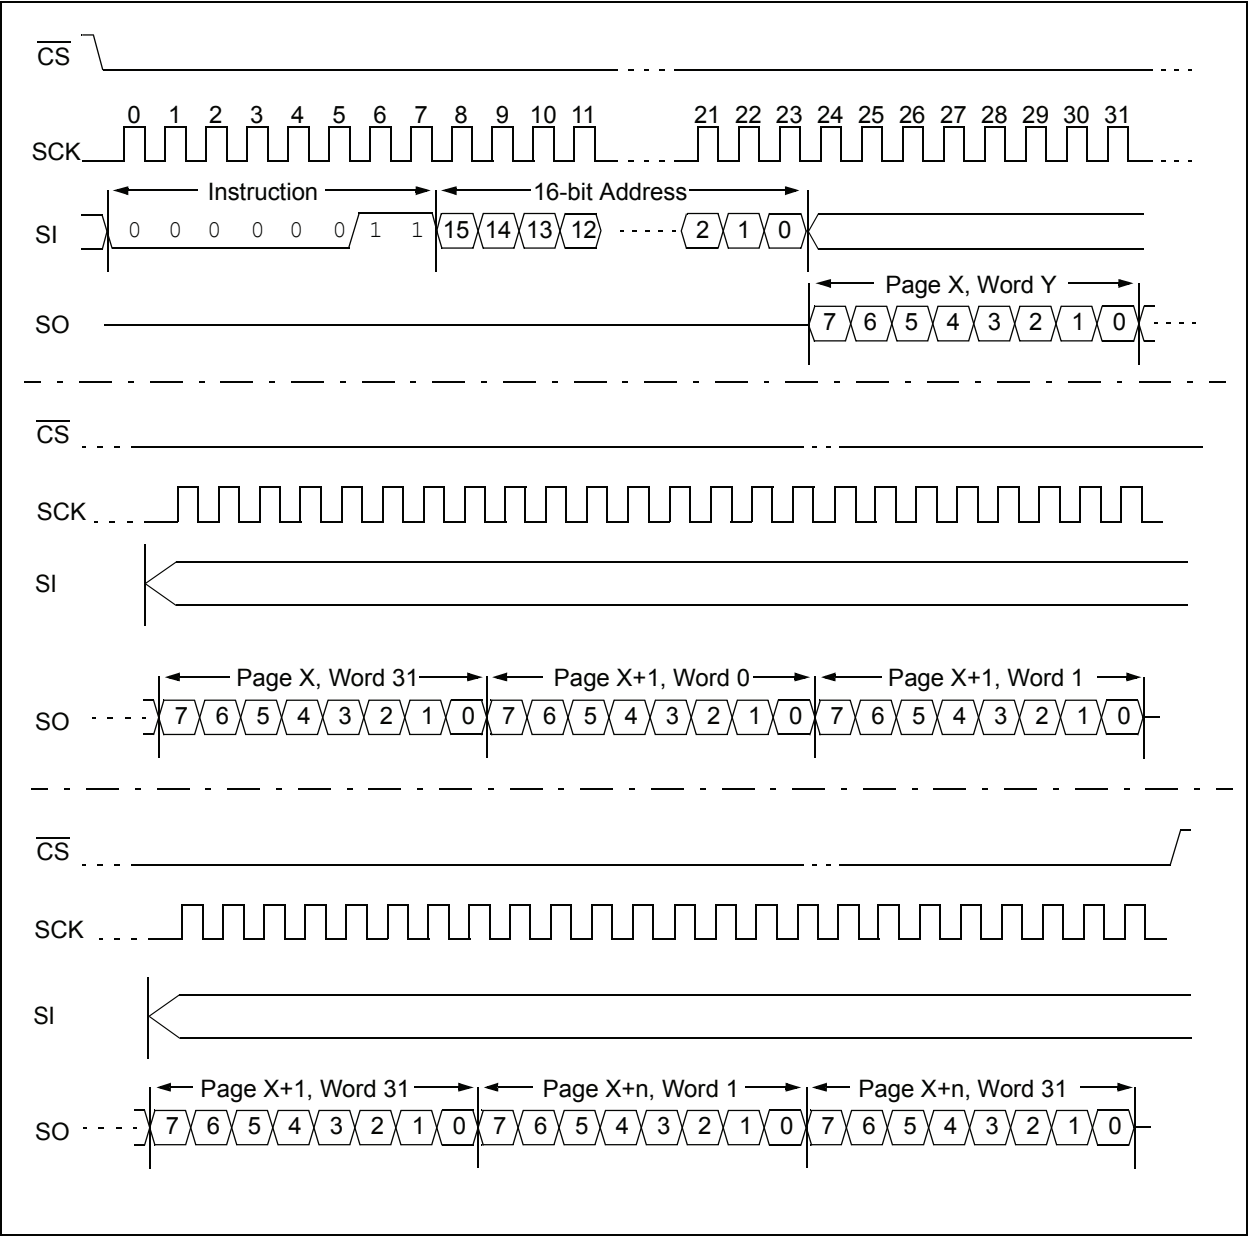 CS
0 1 2 3 4 5 6 7 8 9 10 11 21 22 23 24 25 26 27 28 29 30 31
SCK
Instruction 16-bit Address
SI 0 0 0 0 0 0 1 1 15 14 13 12 2 1 0
Page X, Word Y
SO 7 6 5 4 3 2 1 0
CS
SCK
SI
Page X, Word 31 Page X+1, Word 0 Page X+1, Word 1
SO 7 6 5 4 3 2 1 0 7 6 5 4 3 2 1 0 7 6 5 4 3 2 1 0
CS
SCK
SI
Page X+1, Word 31 Page X+n, Word 1 Page X+n, Word 31
SO 7 6 5 4 3 2 1 0 7 6 5 4 3 2 1 0 7 6 5 4 3 2 1 0